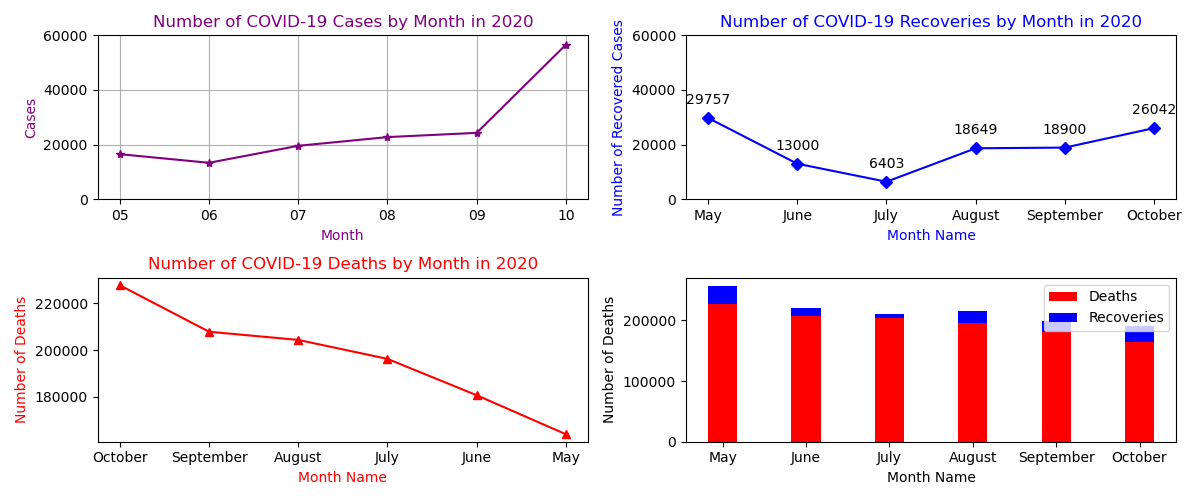 Number of COVID-19 Cases by Month in 2020
Cases
60000
40000
20000
0
05 06 07 08 09 10
Month
Number of COVID-19 Recoveries by Month in 2020
Number of Recovered Cases
60000
40000
20000
0
29757
13000
6403
18649
18900
26042
May June July August September October
Month Name
Number of COVID-19 Deaths by Month in 2020
Number of Deaths
220000
200000
180000
October September August July June May
Month Name
Number of Deaths
200000
100000
0
Deaths
Recoveries
May June July August September October
Month Name